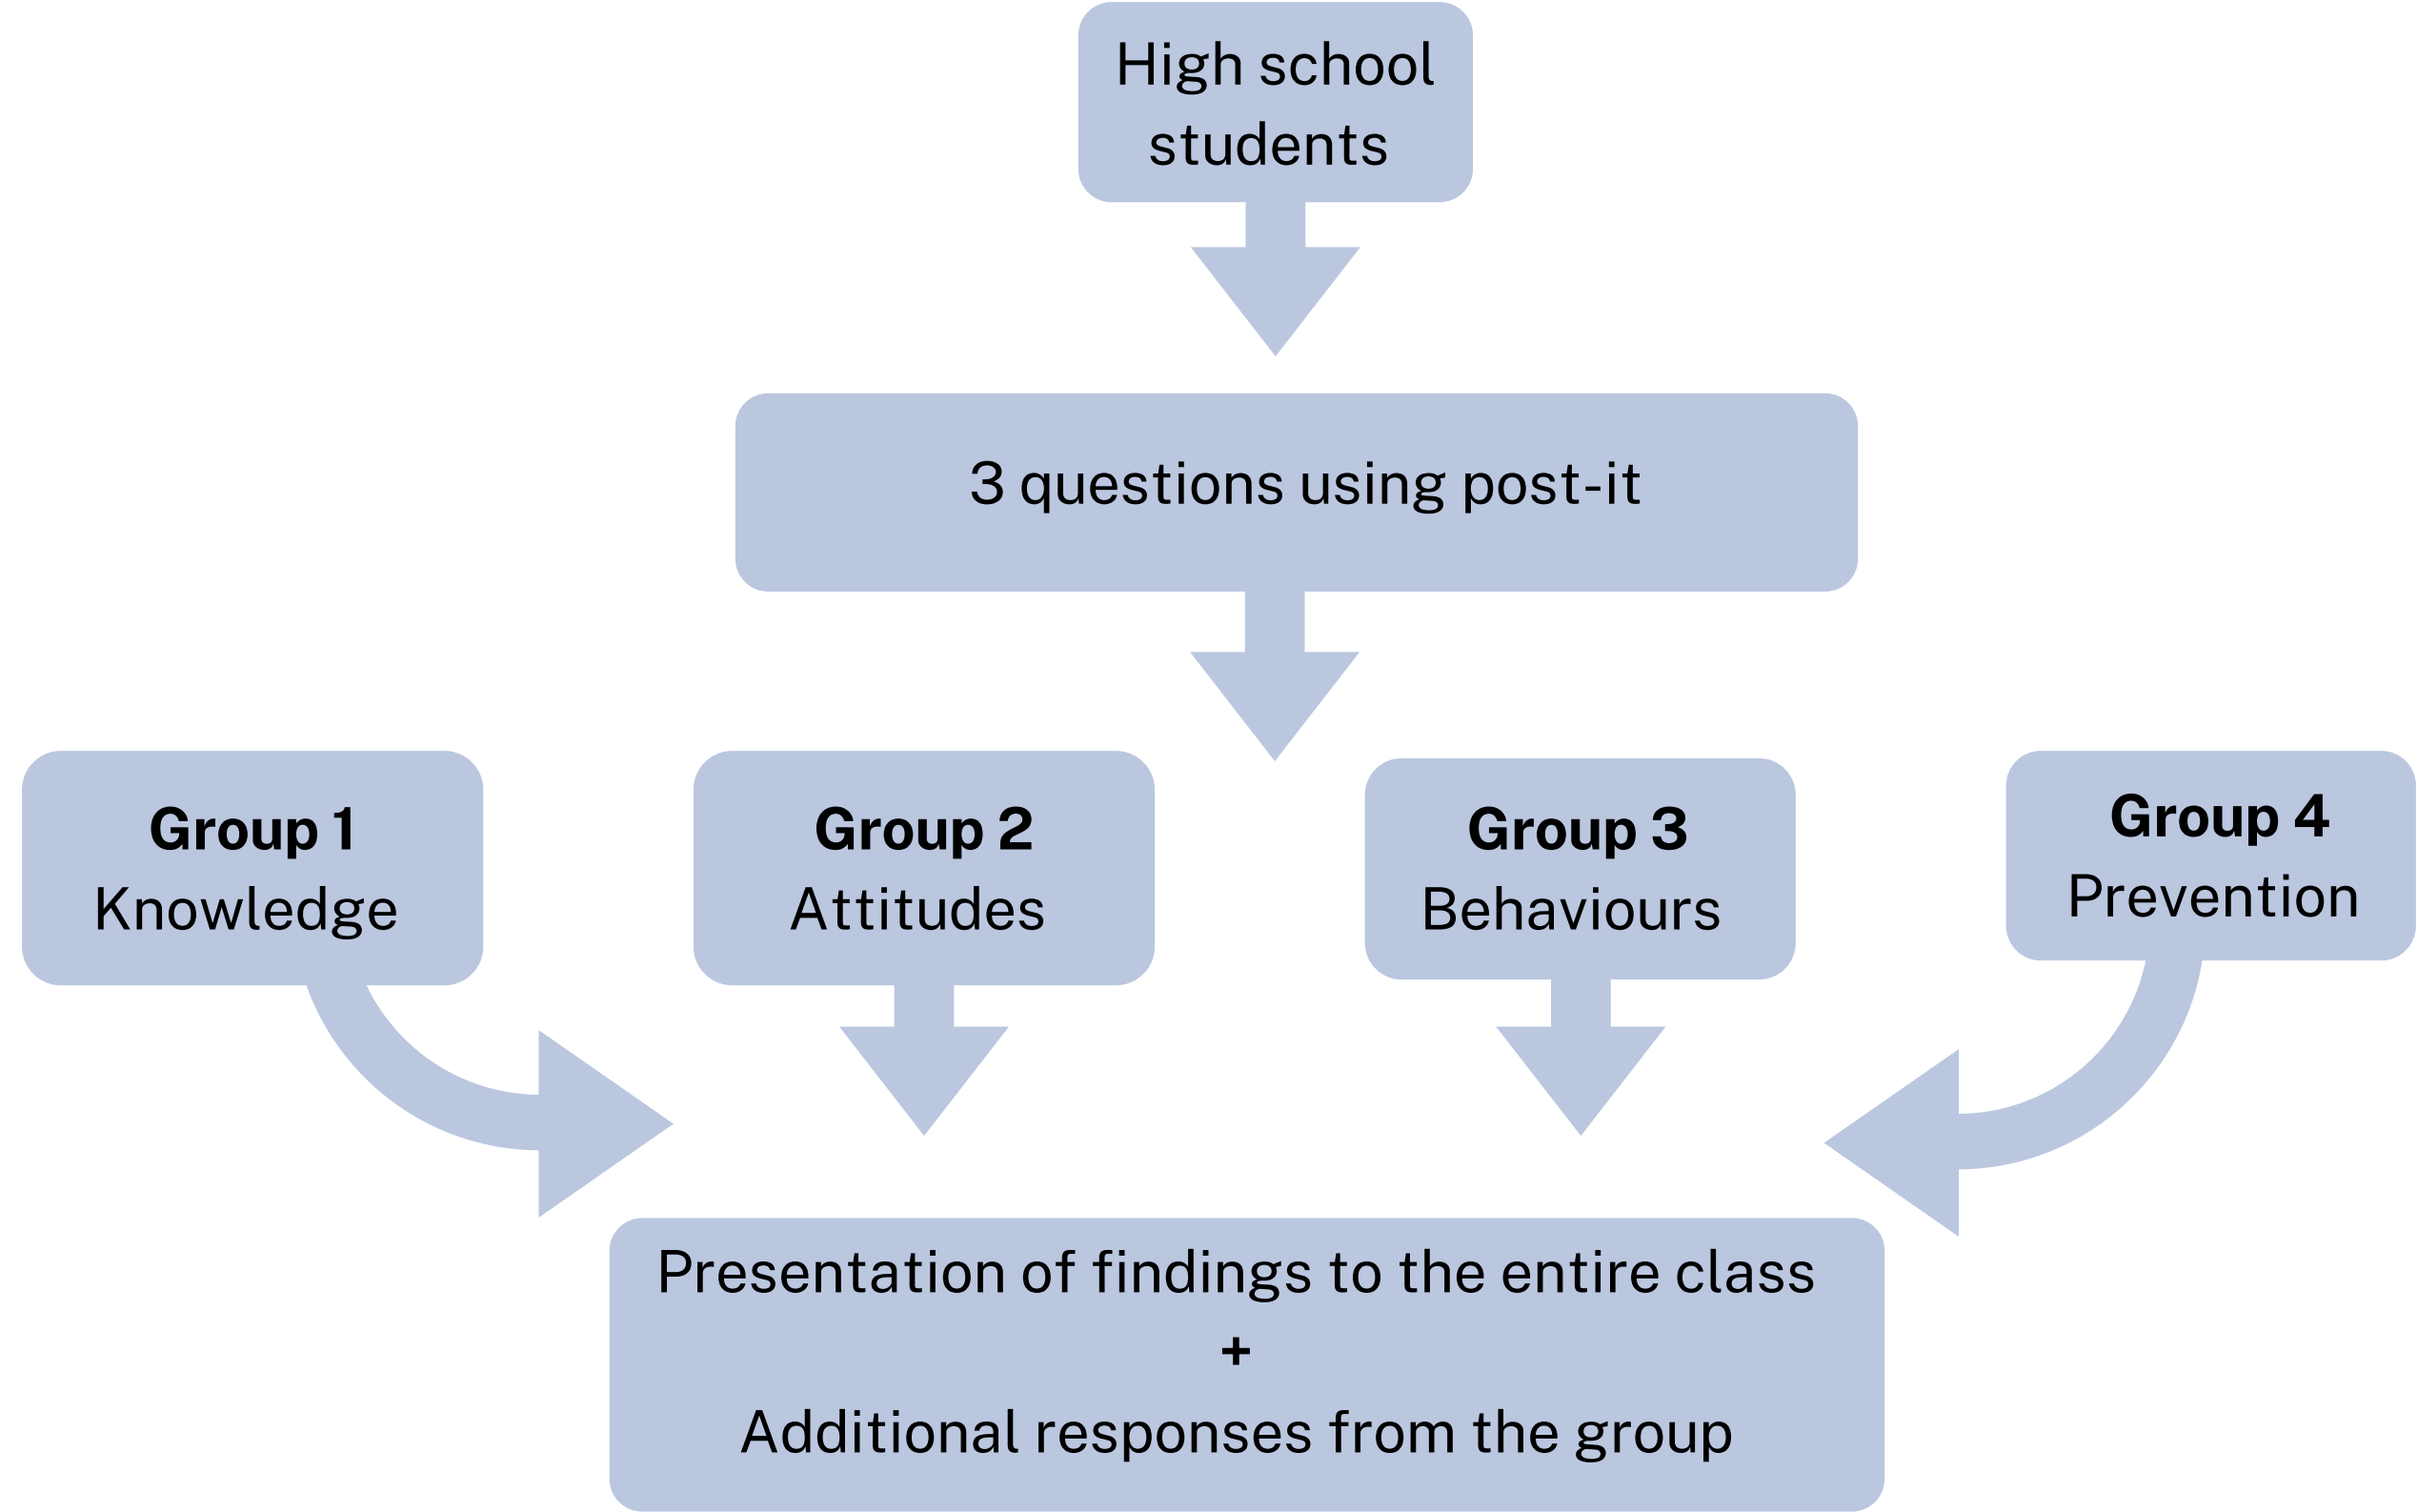 High school
students
3 questions using post-it
Group 1
Knowledge
Group 2
Attitudes
Group 3
Behaviours
Group 4
Prevention
Presentation of findings to the entire class
+
Additional responses from the group